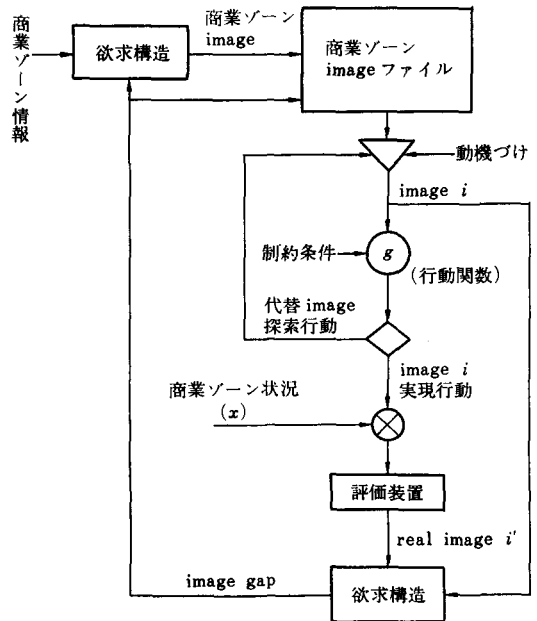 商業ゾーン情報
欲求構造
商業ゾーン
image
商業ゾーン
imageファイル
動機づけ
image i
制約条件
g
(行動関数)
代替image
探索行動
image i
実現行動
商業ゾーン状況
(x)
評価装置
real image i'
image gap
欲求構造